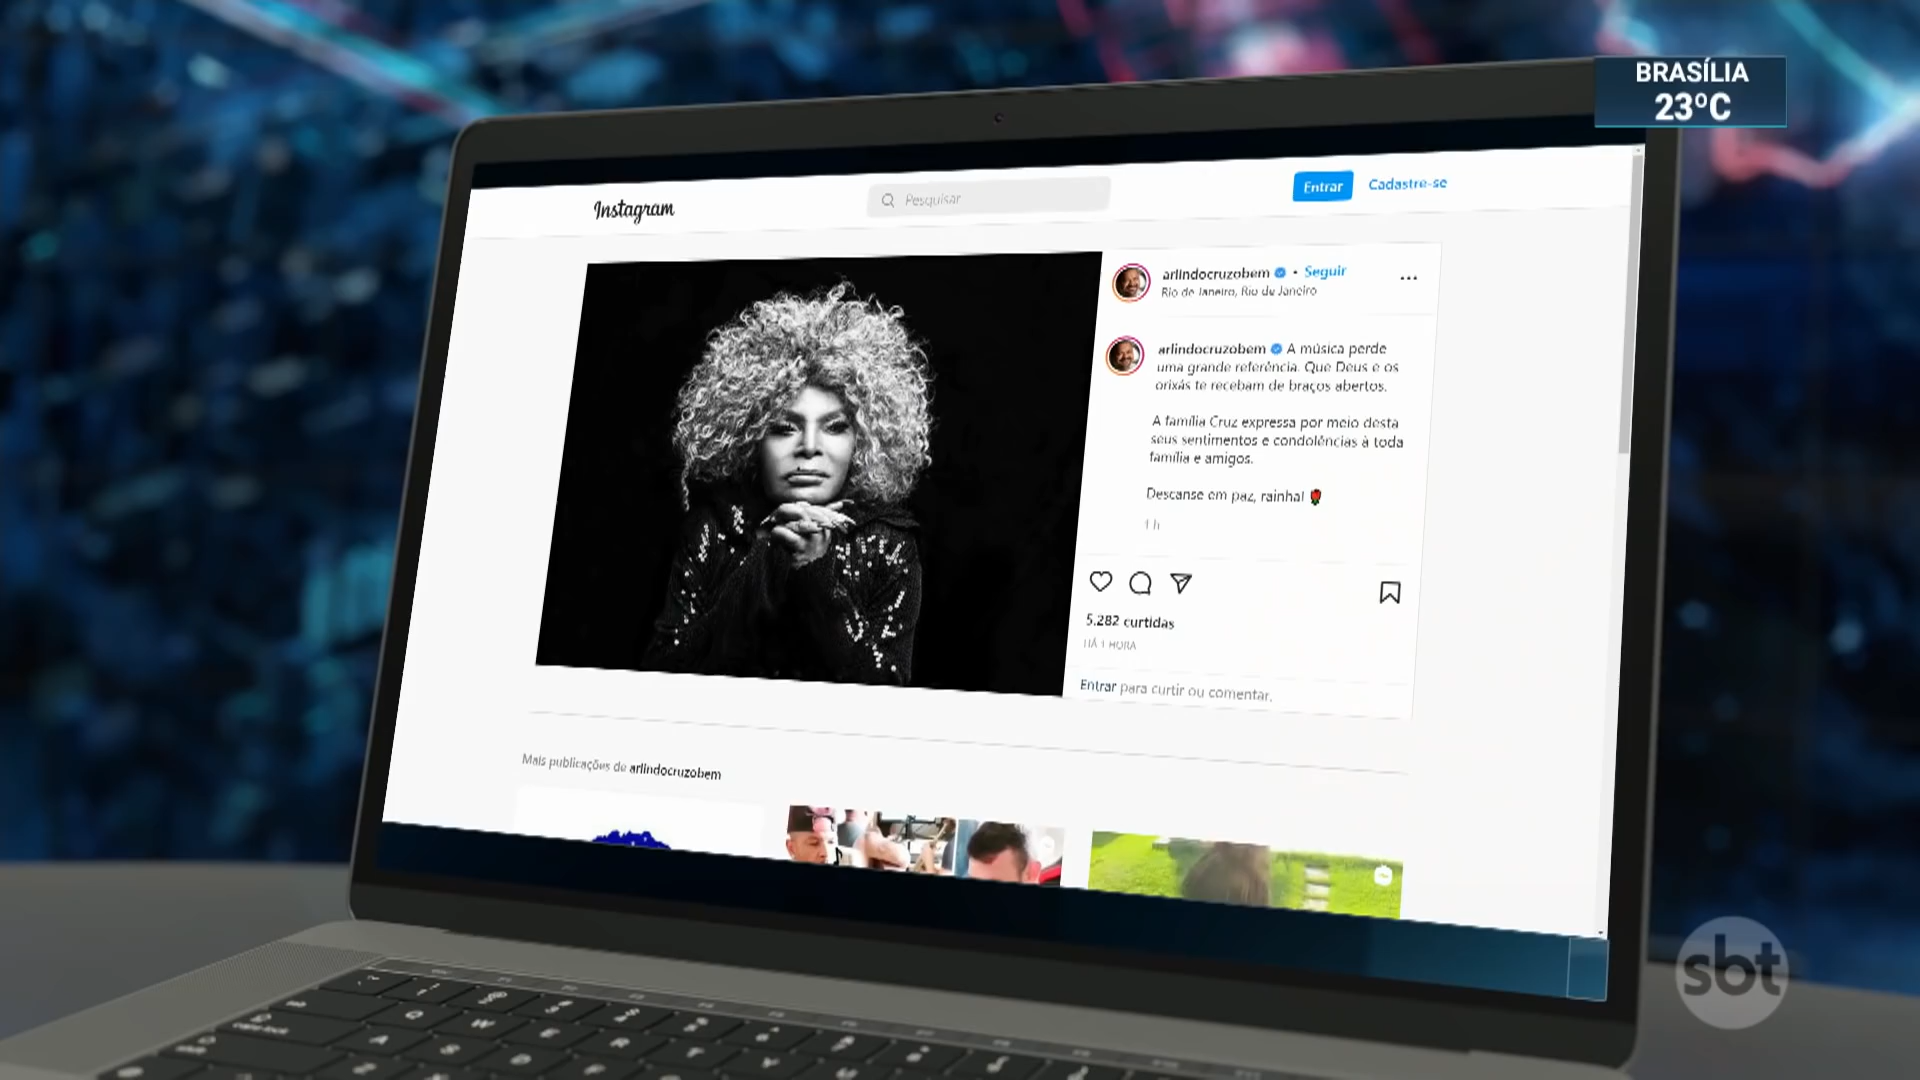 BRASÍLIA
23ºC
Instagram
Pesquisar
Entrar
Cadastre-se
arlindocruzobem • Seguir
Rio de Janeiro, Rio de Janeiro
arlindocruzobem A música perde
uma grande referência. Que Deus e os
orixás te recebam de braços abertos.
A família Cruz expressa por meio desta
seus sentimentos e condolências à toda
família e amigos.
Descanse em paz, rainha!
1 h
5.282 curtidas
HÁ 1 HORA
Entrar para curtir ou comentar.
Mais publicações de arlindocruzobem
sbt